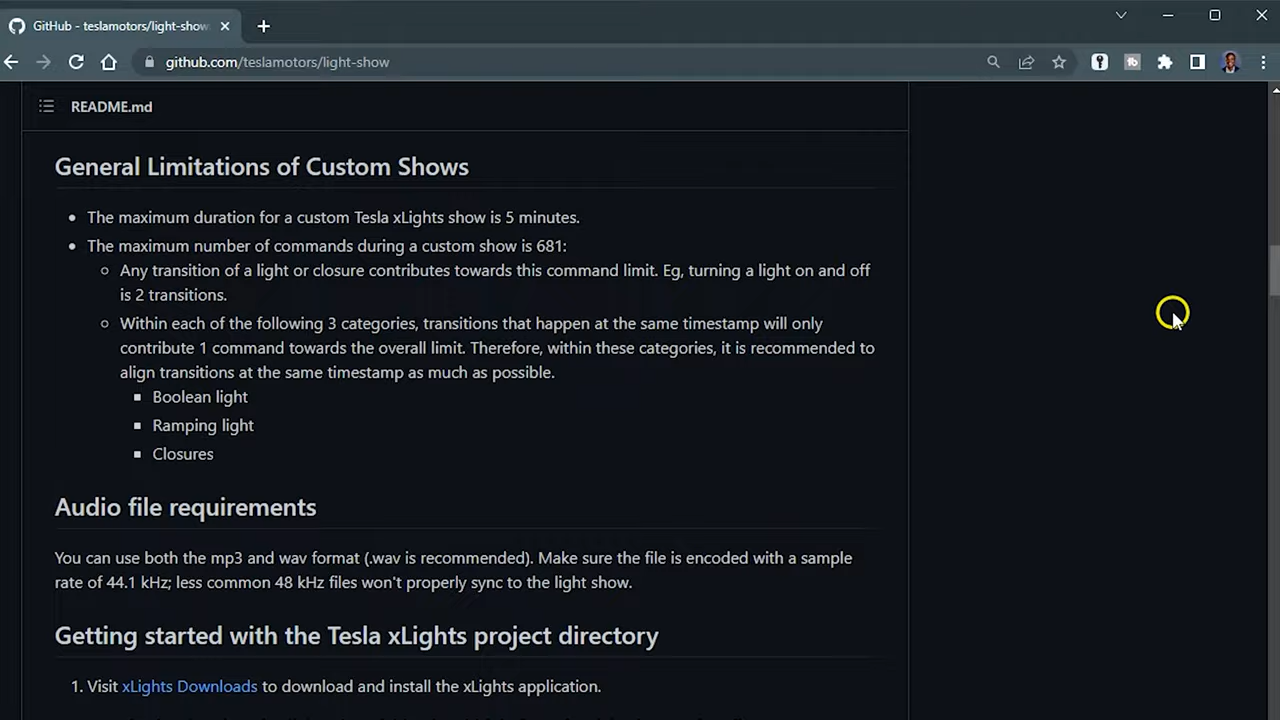 GitHub - teslamotors/light-show
github.com/teslamotors/light-show
README.md
General Limitations of Custom Shows
• The maximum duration for a custom Tesla xLights show is 5 minutes.
• The maximum number of commands during a custom show is 681:
◦ Any transition of a light or closure contributes towards this command limit. Eg, turning a light on and off
is 2 transitions.
◦ Within each of the following 3 categories, transitions that happen at the same timestamp will only
contribute 1 command towards the overall limit. Therefore, within these categories, it is recommended to
align transitions at the same timestamp as much as possible.
▪ Boolean light
▪ Ramping light
▪ Closures
Audio file requirements
You can use both the mp3 and wav format (.wav is recommended). Make sure the file is encoded with a sample
rate of 44.1 kHz; less common 48 kHz files won't properly sync to the light show.
Getting started with the Tesla xLights project directory
1. Visit xLights Downloads to download and install the xLights application.